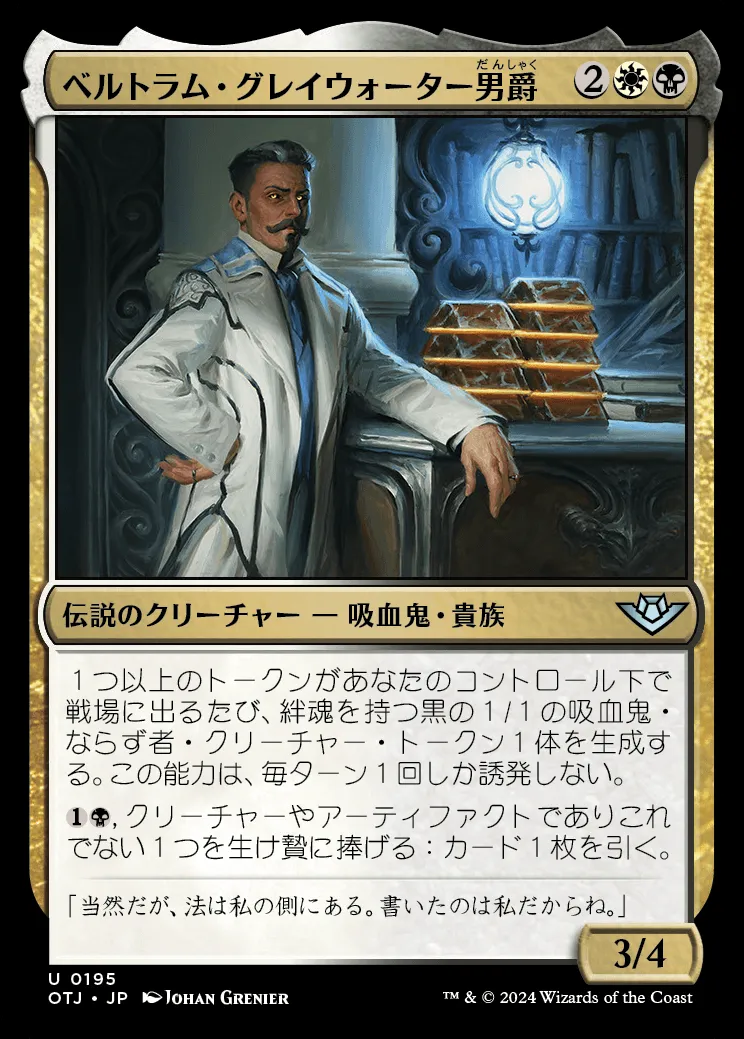 だんしゃく
ベルトラム・グレイウォーター男爵 2
伝説のクリーチャー ― 吸血鬼・貴族
1つ以上のトークンがあなたのコントロール下で
戦場に出るたび、絆魂を持つ黒の1/1の吸血鬼・
ならず者・クリーチャー・トークン1体を生成す
る。この能力は、毎ターン1回しか誘発しない。
1, クリーチャーやアーティファクトでありこれ
でない1つを生け贄に捧げる:カード1枚を引く。
「当然だが、法は私の側にある。書いたのは私だからね。」
3/4
U 0195
OTJ • JP Johan Grenier
™ & © 2024 Wizards of the Coast